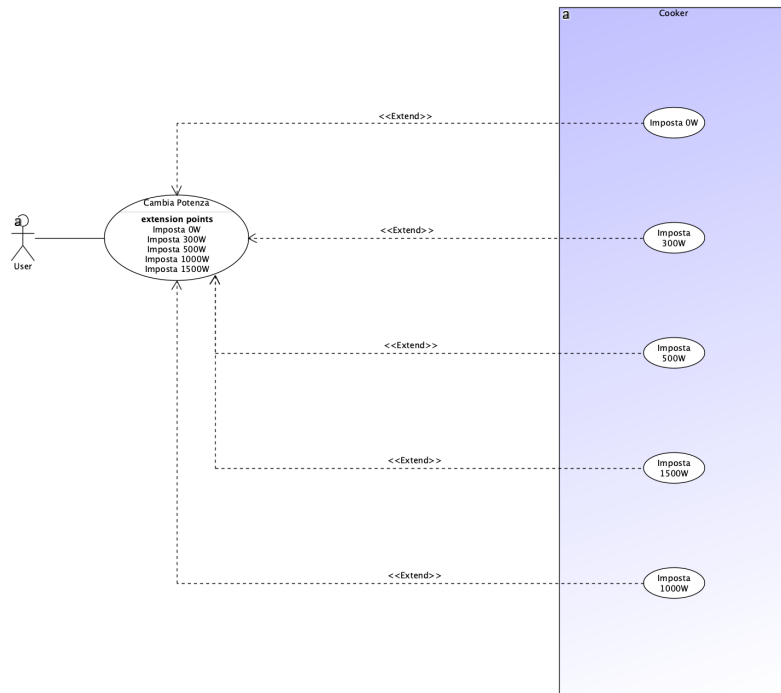 a
Cooker
<<Extend>>
Imposta 0W
Cambia Potenza
extension points
Imposta 0W
Imposta 300W
Imposta 500W
Imposta 1000W
Imposta 1500W
a
User
<<Extend>>
Imposta
300W
<<Extend>>
Imposta
500W
<<Extend>>
Imposta
1500W
<<Extend>>
Imposta
1000W